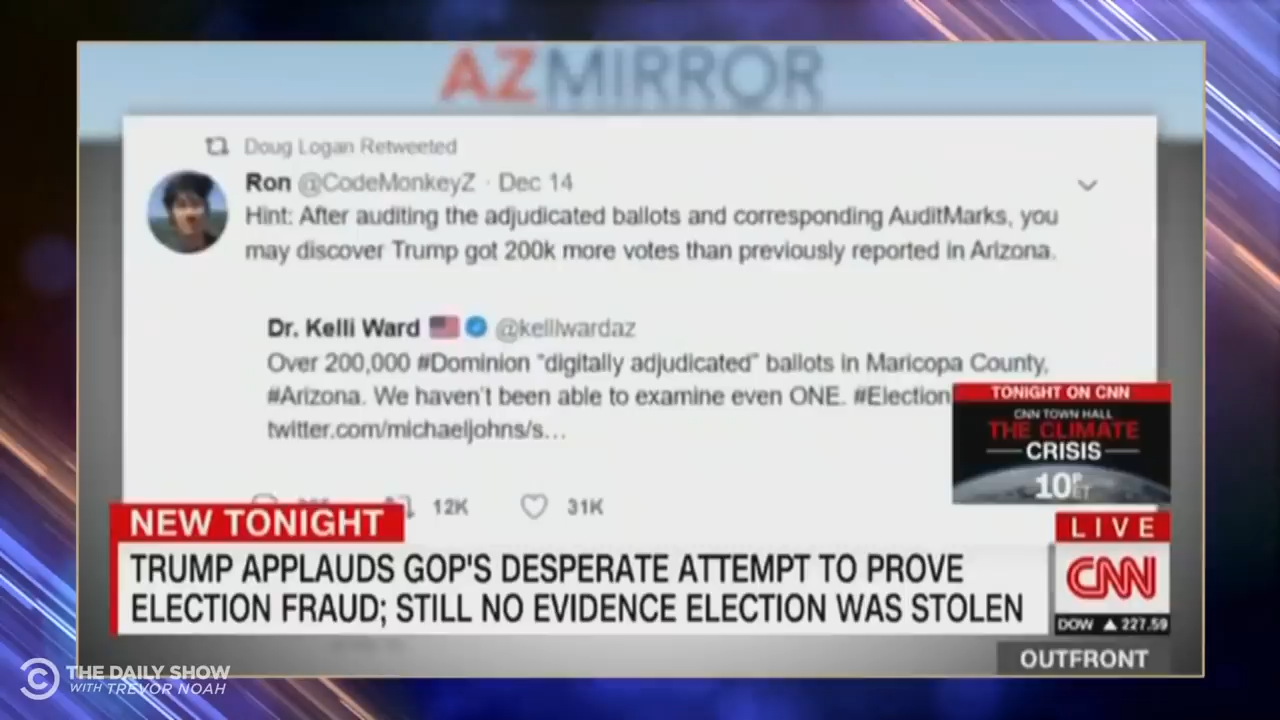 AZMIRROR
Doug Logan Retweeted
Ron @CodeMonkeyZ · Dec 14
Hint: After auditing the adjudicated ballots and corresponding AuditMarks, you
may discover Trump got 200k more votes than previously reported in Arizona.
Dr. Kelli Ward @kelliwardaz
Over 200,000 #Dominion "digitally adjudicated" ballots in Maricopa County,
#Arizona. We haven't been able to examine even ONE. #Election
twitter.com/michaeljohns/s...
12K 31K
TONIGHT ON CNN
CNN TOWN HALL
THE CLIMATE
CRISIS
10P ET
NEW TONIGHT
TRUMP APPLAUDS GOP'S DESPERATE ATTEMPT TO PROVE
ELECTION FRAUD; STILL NO EVIDENCE ELECTION WAS STOLEN
LIVE
CNN
DOW ▲ 227.59
OUTFRONT
THE DAILY SHOW
WITH TREVOR NOAH